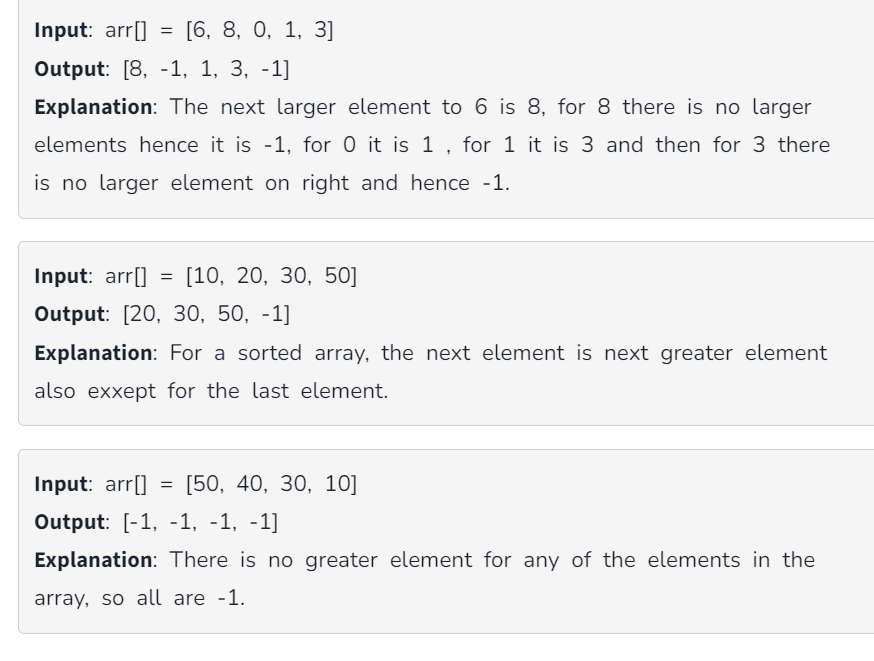 Input: arr[] = [6, 8, 0, 1, 3]
Output: [8, -1, 1, 3, -1]
Explanation: The next larger element to 6 is 8, for 8 there is no larger
elements hence it is -1, for 0 it is 1 , for 1 it is 3 and then for 3 there
is no larger element on right and hence -1.
Input: arr[] = [10, 20, 30, 50]
Output: [20, 30, 50, -1]
Explanation: For a sorted array, the next element is next greater element
also exxept for the last element.
Input: arr[] = [50, 40, 30, 10]
Output: [-1, -1, -1, -1]
Explanation: There is no greater element for any of the elements in the
array, so all are -1.